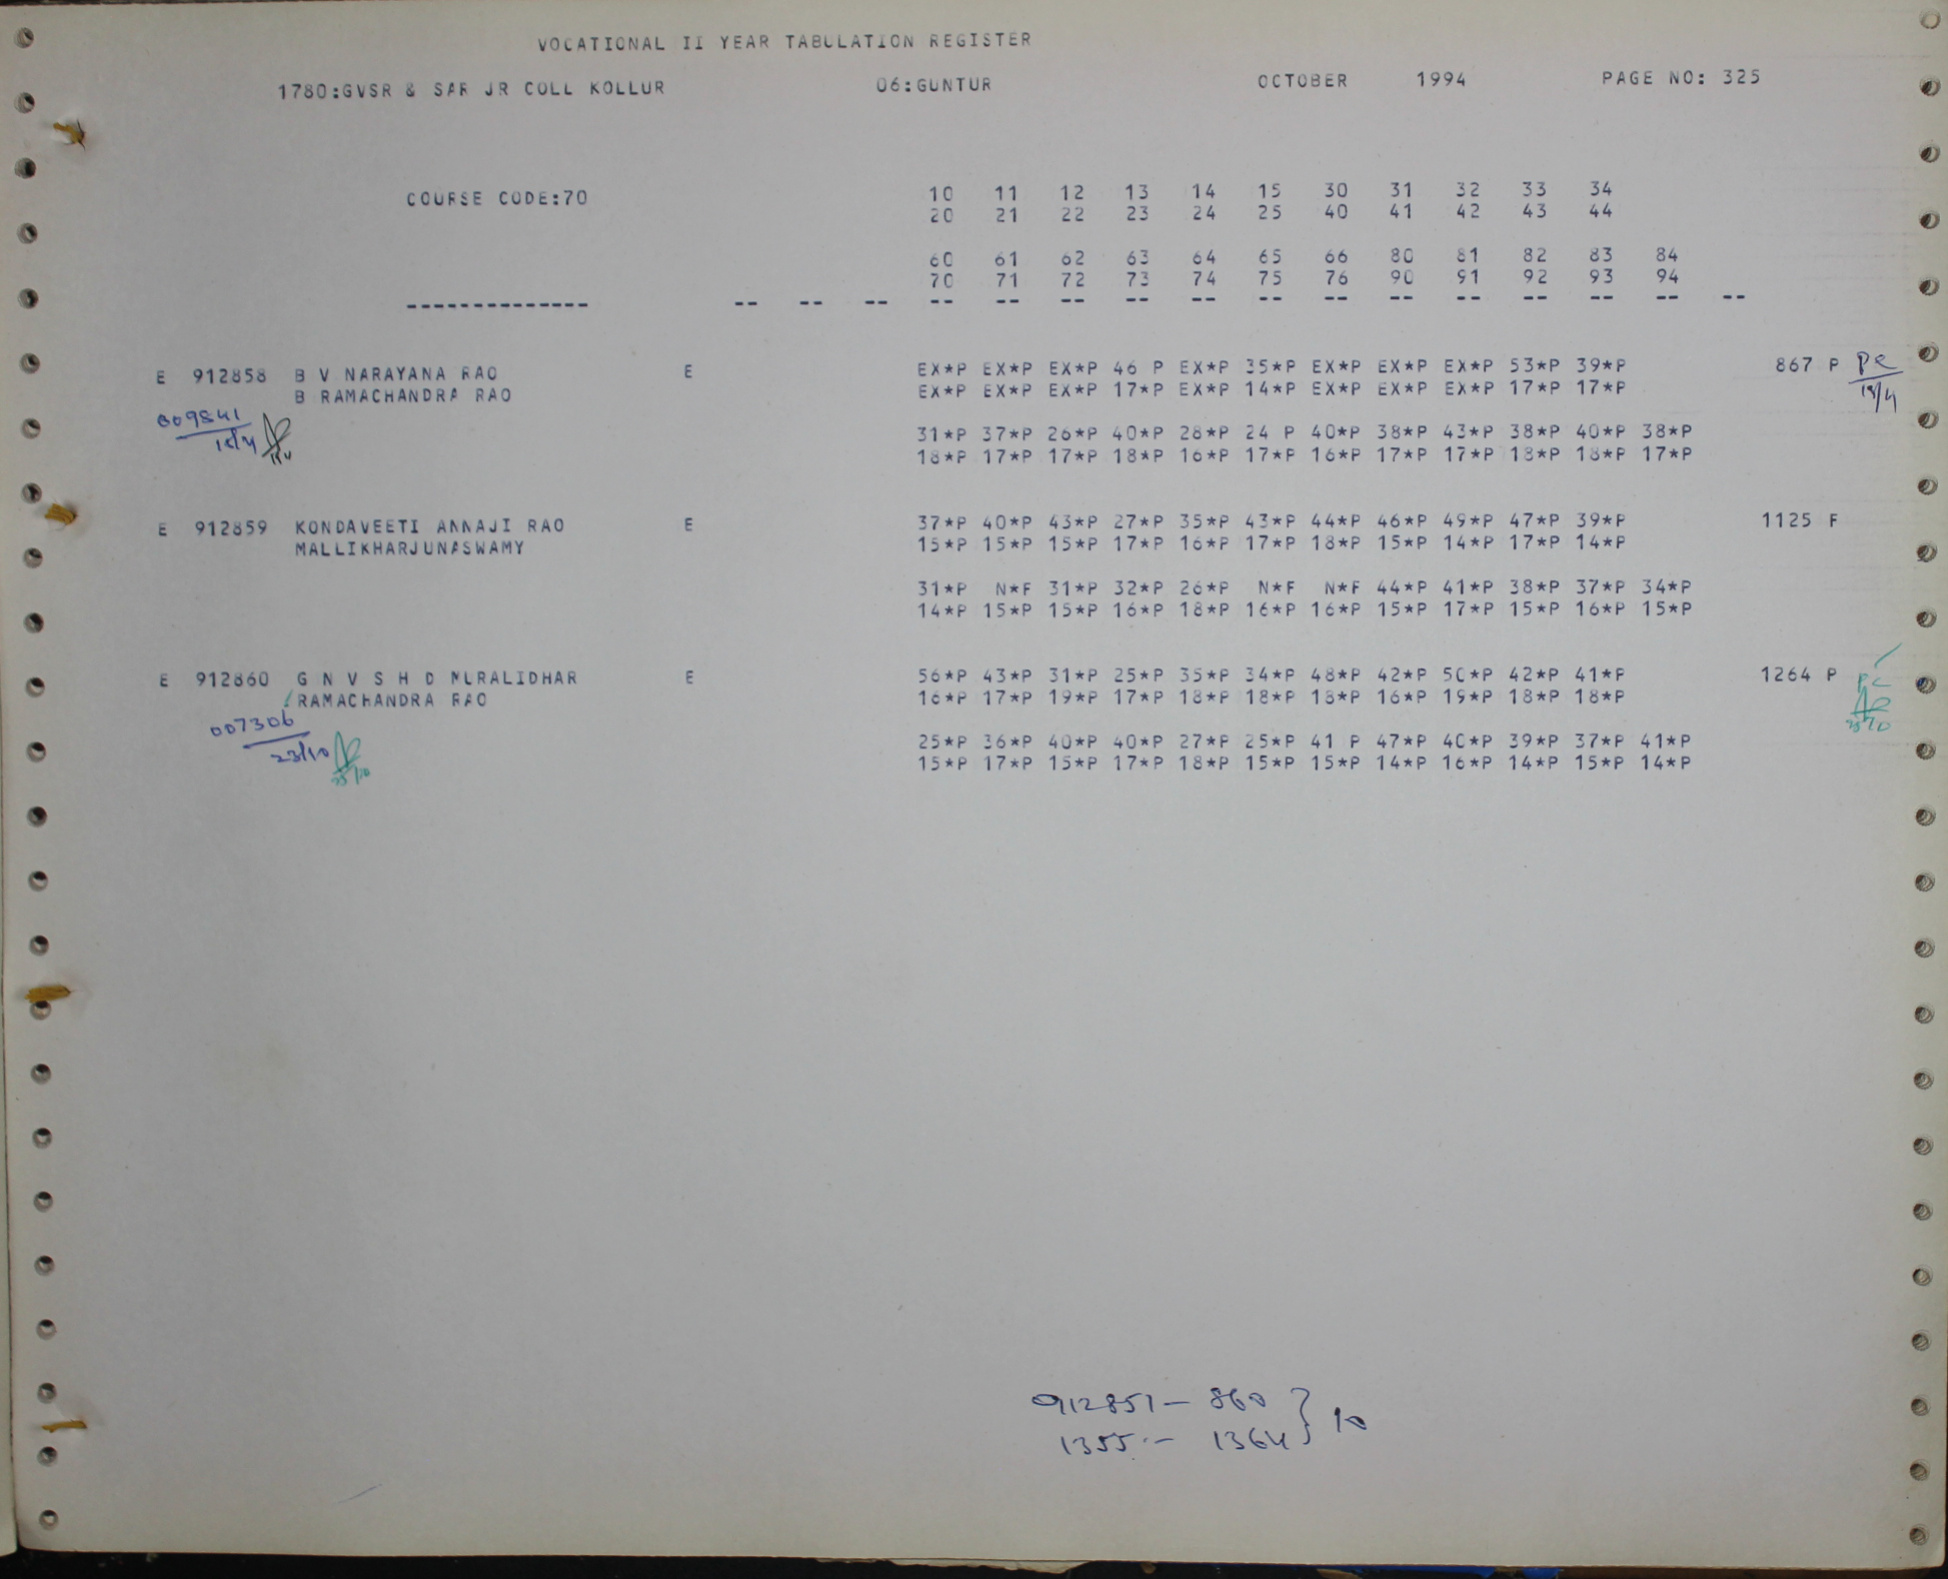 VOCATIONAL II YEAR TABULATION REGISTER
1780:GVSR & SAR JR COLL KOLLUR 06:GUNTUR OCTOBER 1994 PAGE NO: 325
COURSE CODE:70 10 11 12 13 14 15 30 31 32 33 34
20 21 22 23 24 25 40 41 42 43 44
60 61 62 63 64 65 66 80 81 82 83 84
70 71 72 73 74 75 76 90 91 92 93 94
-------------- -- -- -- -- -- -- -- -- -- -- -- -- -- -- -- --
E 912858 B V NARAYANA RAO E EX*P EX*P EX*P 46 P EX*P 35*P EX*P EX*P EX*P 53*P 39*P 867 P PC
B RAMACHANDRA RAO EX*P EX*P EX*P 17*P EX*P 14*P EX*P EX*P EX*P 17*P 17*P 18/4
009841
18/4
31*P 37*P 26*P 40*P 28*P 24 P 40*P 38*P 43*P 38*P 40*P 38*P
18*P 17*P 17*P 18*P 16*P 17*P 16*P 17*P 17*P 18*P 18*P 17*P
E 912859 KONDAVEETI ANNAJI RAO E 37*P 40*P 43*P 27*P 35*P 43*P 44*P 46*P 49*P 47*P 39*P 1125 F
MALLIKHARJUNASWAMY 15*P 15*P 15*P 17*P 16*P 17*P 18*P 15*P 14*P 17*P 14*P
31*P N*F 31*P 32*P 26*P N*F N*F 44*P 41*P 38*P 37*P 34*P
14*P 15*P 15*P 16*P 18*P 16*P 16*P 15*P 17*P 15*P 16*P 15*P
E 912860 G N V S H D MURALIDHAR E 56*P 43*P 31*P 25*P 35*P 34*P 48*P 42*P 50*P 42*P 41*P 1264 P PC
RAMACHANDRA RAO 16*P 17*P 19*P 17*P 18*P 18*P 18*P 16*P 19*P 18*P 18*P
007306
23/10
25*P 36*P 40*P 40*P 27*P 25*P 41 P 47*P 40*P 39*P 37*P 41*P
15*P 17*P 15*P 17*P 18*P 15*P 15*P 14*P 16*P 14*P 15*P 14*P
912851 - 860 } 10
1355 - 1364